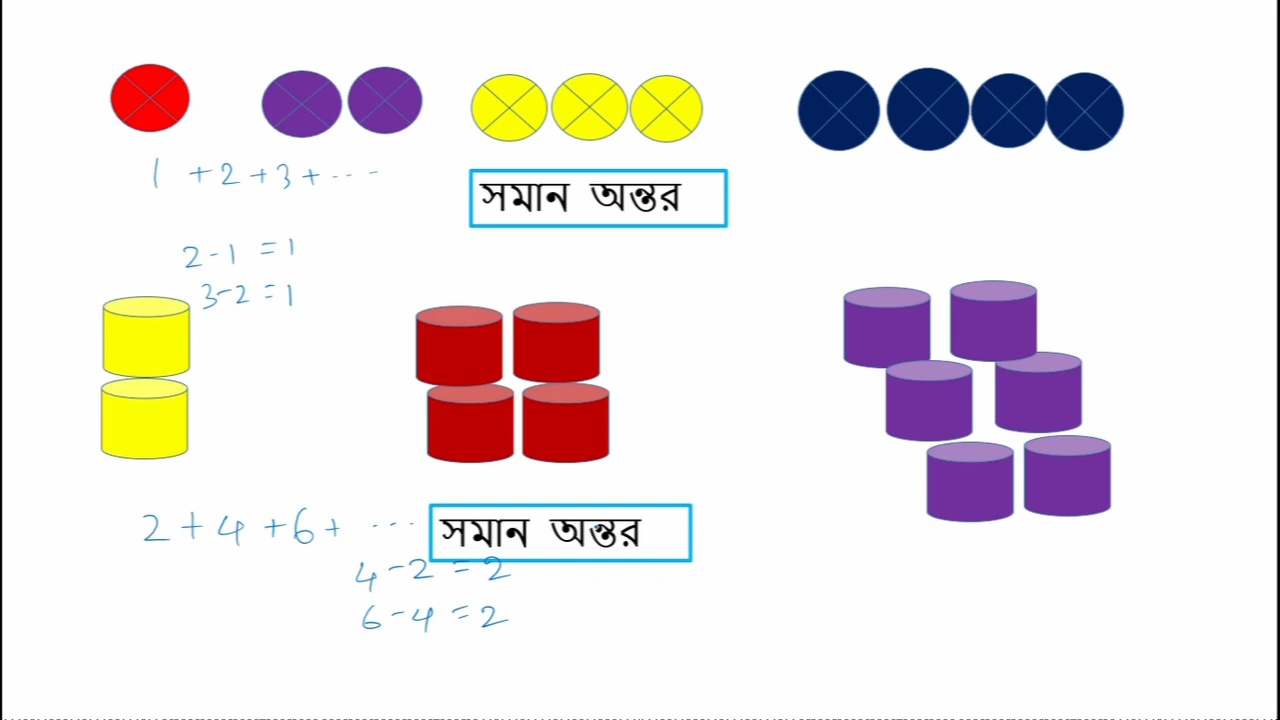 1 + 2 + 3 + ...
সমান অন্তর
2 - 1 = 1
3 - 2 = 1
2 + 4 + 6 + ...
সমান অন্তর
4 - 2 = 2
6 - 4 = 2